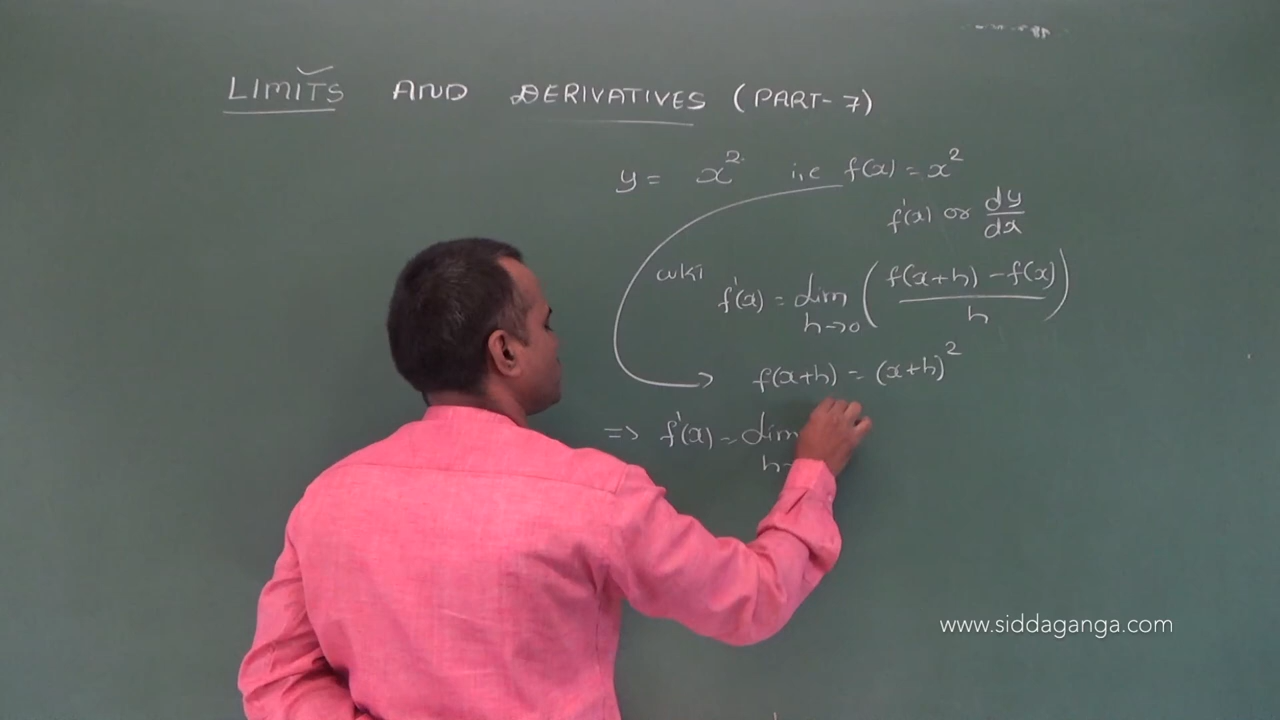 LIMITS AND DERIVATIVES (PART-7)
y = x² i,e f(x) = x²
f'(x) or dy/dx
wkT f'(x) = lim h→0 ( f(x+h) - f(x) / h )
f(x+h) = (x+h)²
=> f'(x) = lim h→
www.siddaganga.com